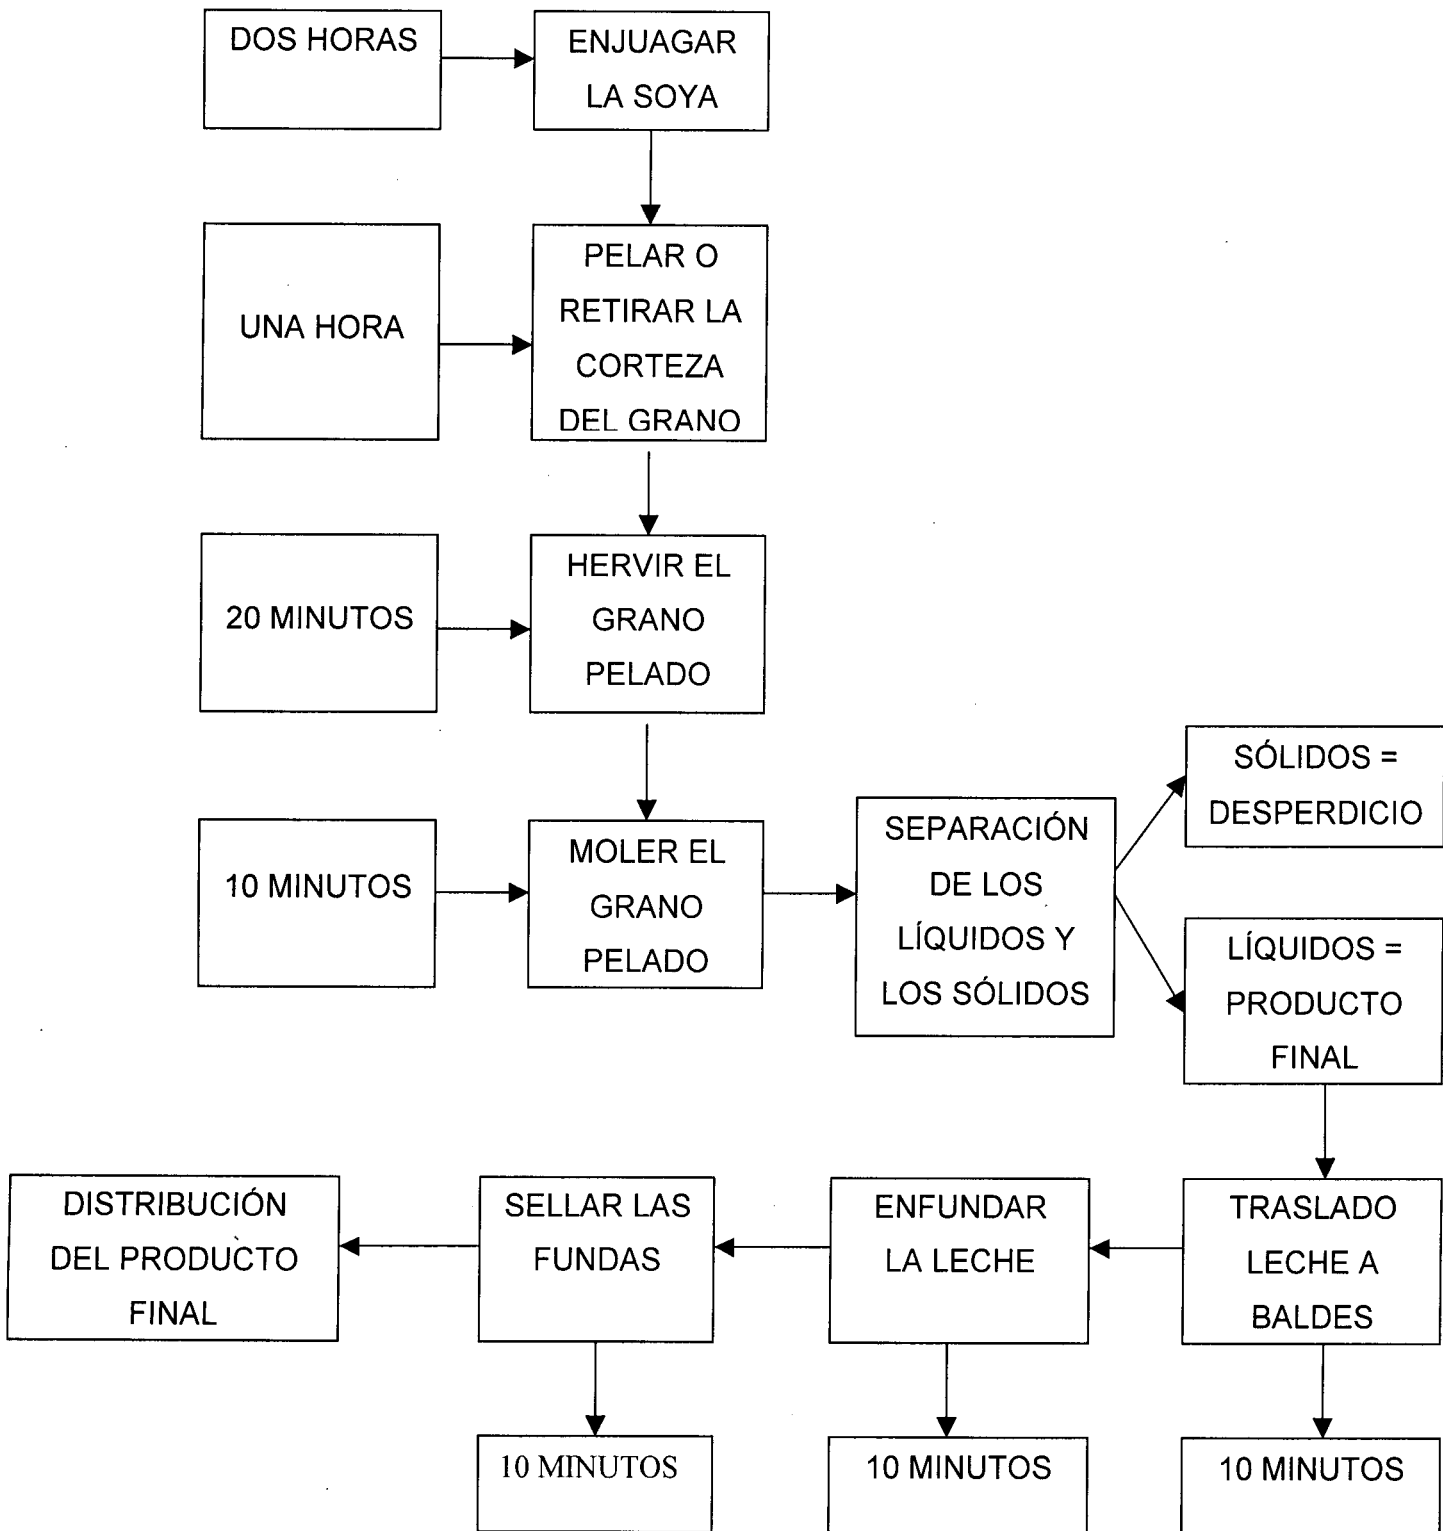 DOS HORAS
ENJUAGAR
LA SOYA
UNA HORA
PELAR O
RETIRAR LA
CORTEZA
DEL GRANO
20 MINUTOS
HERVIR EL
GRANO
PELADO
10 MINUTOS
MOLER EL
GRANO
PELADO
SEPARACIÓN
DE LOS
LÍQUIDOS Y
LOS SÓLIDOS
SÓLIDOS =
DESPERDICIO
LÍQUIDOS =
PRODUCTO
FINAL
TRASLADO
LECHE A
BALDES
ENFUNDAR
LA LECHE
SELLAR LAS
FUNDAS
DISTRIBUCIÓN
DEL PRODUCTO
FINAL
10 MINUTOS
10 MINUTOS
10 MINUTOS